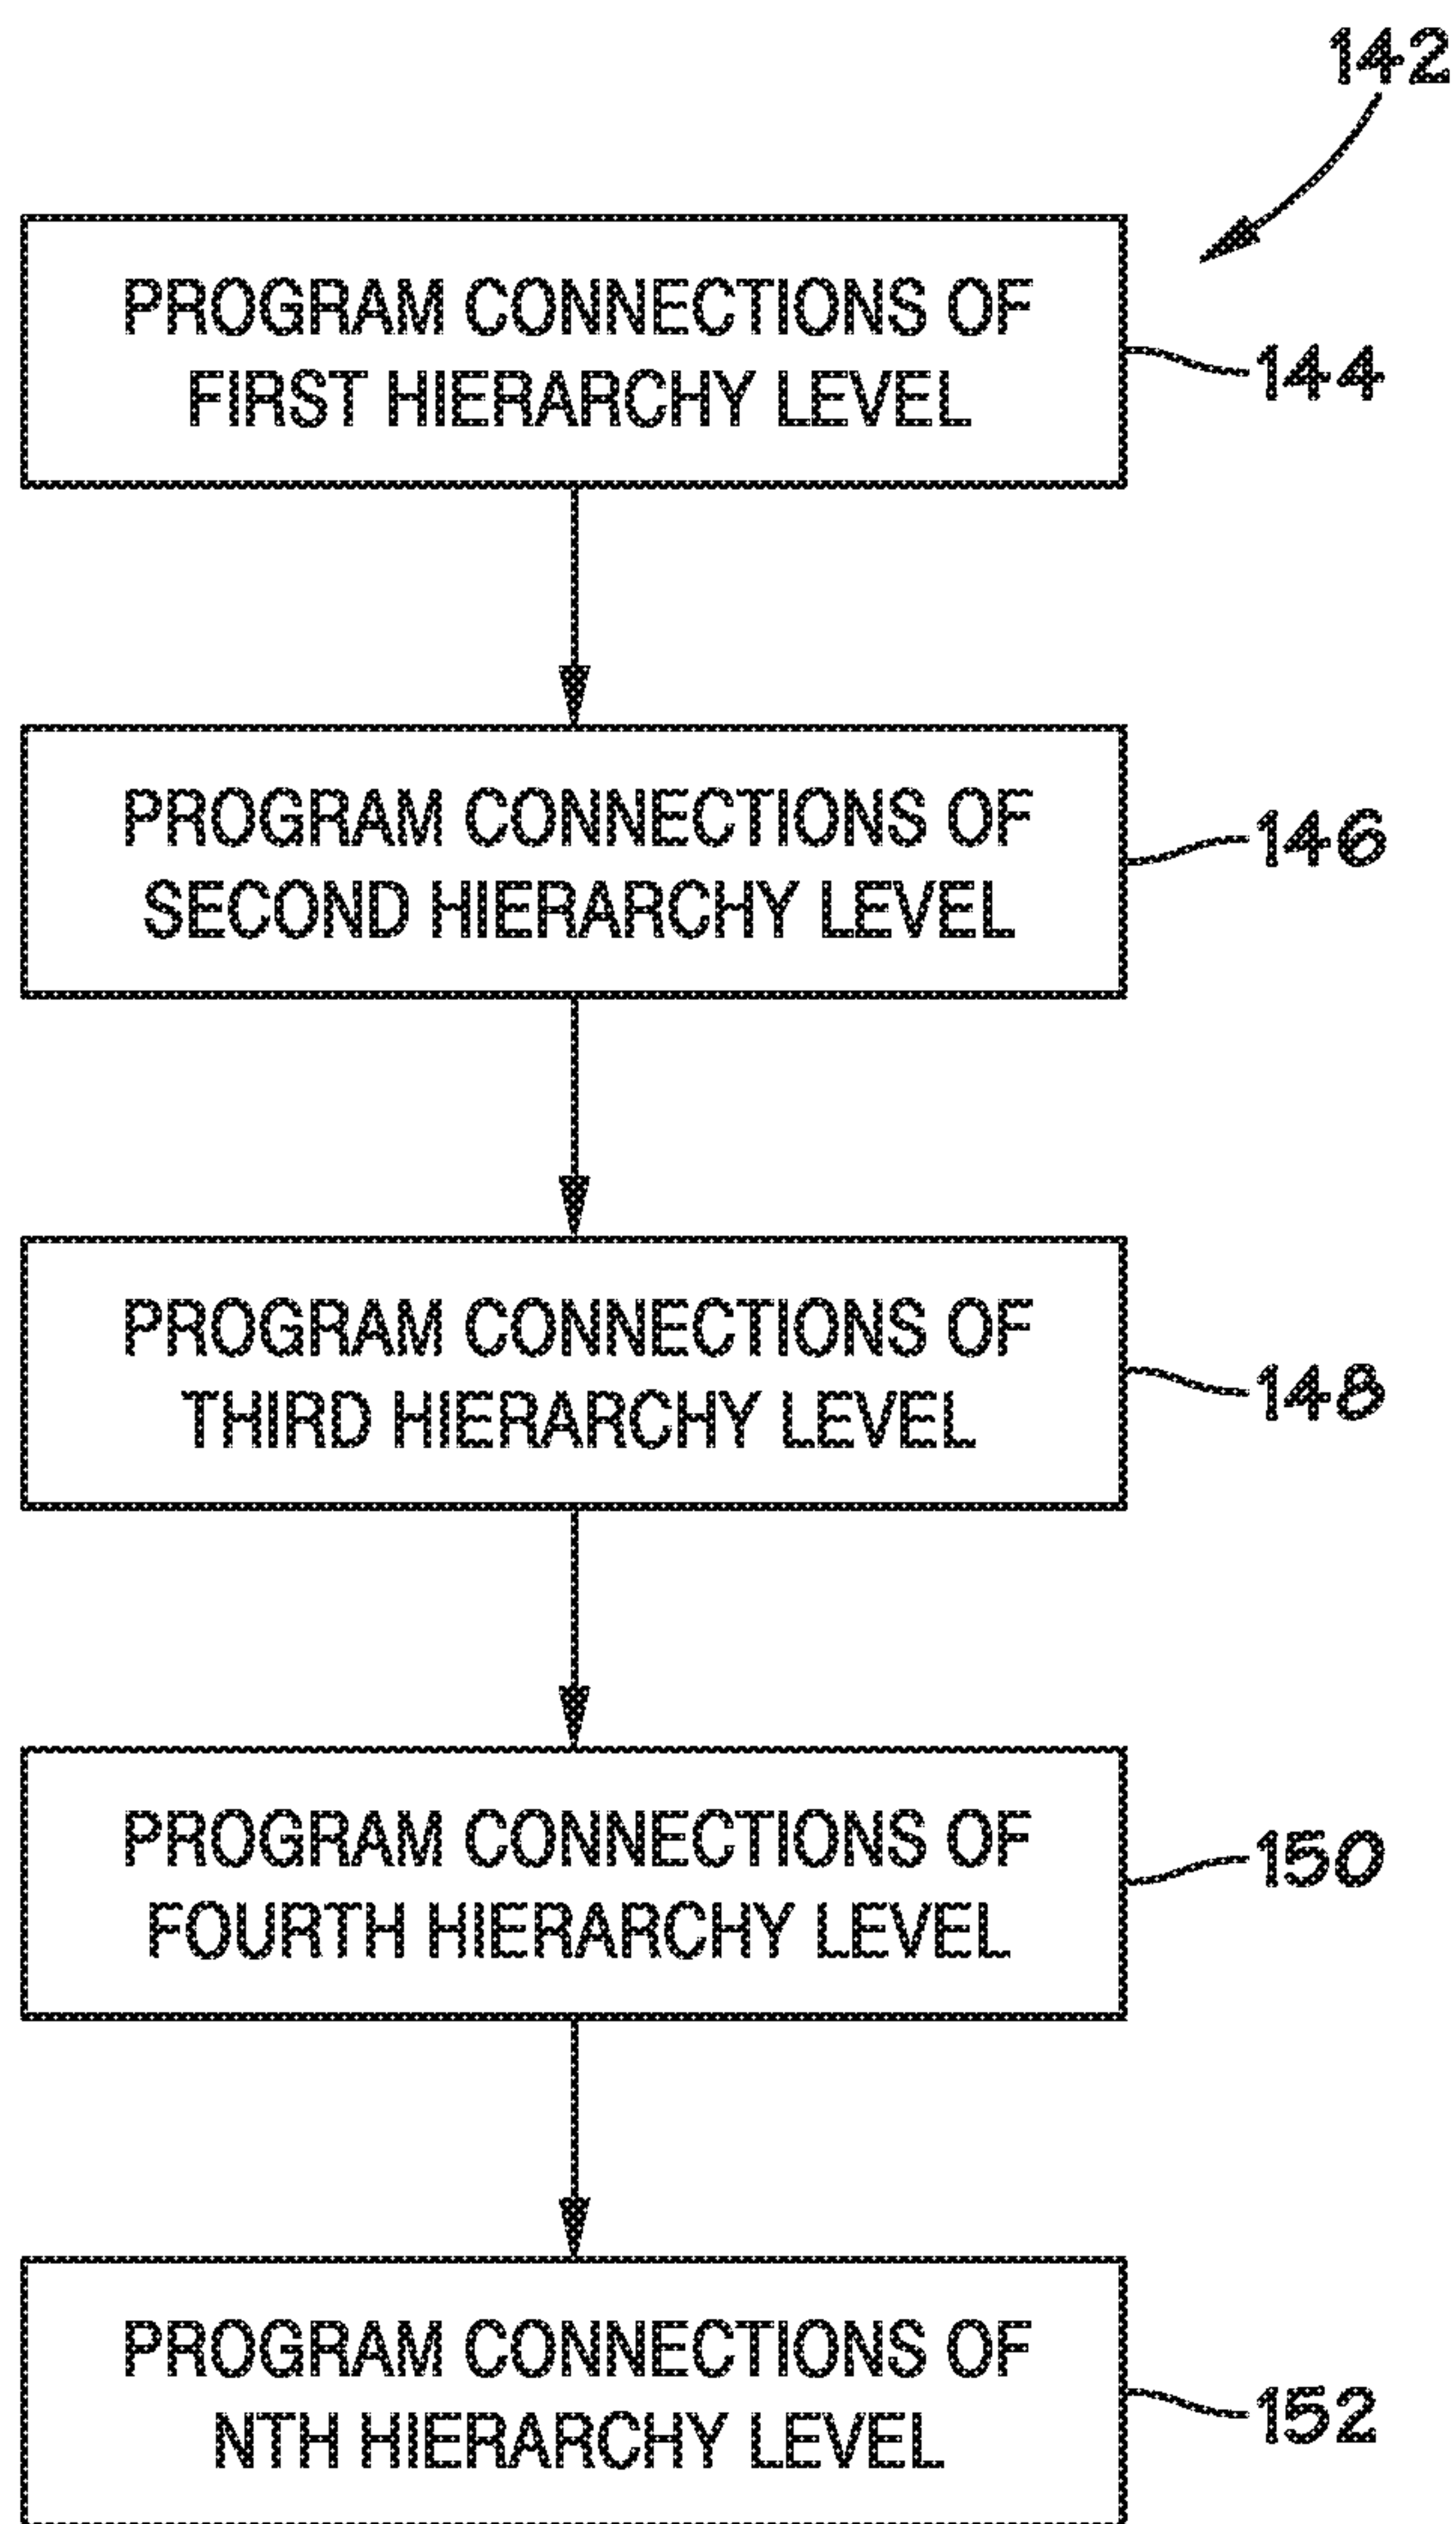 142
PROGRAM CONNECTIONS OF
FIRST HIERARCHY LEVEL
144
PROGRAM CONNECTIONS OF
SECOND HIERARCHY LEVEL
146
PROGRAM CONNECTIONS OF
THIRD HIERARCHY LEVEL
148
PROGRAM CONNECTIONS OF
FOURTH HIERARCHY LEVEL
150
PROGRAM CONNECTIONS OF
NTH HIERARCHY LEVEL
152